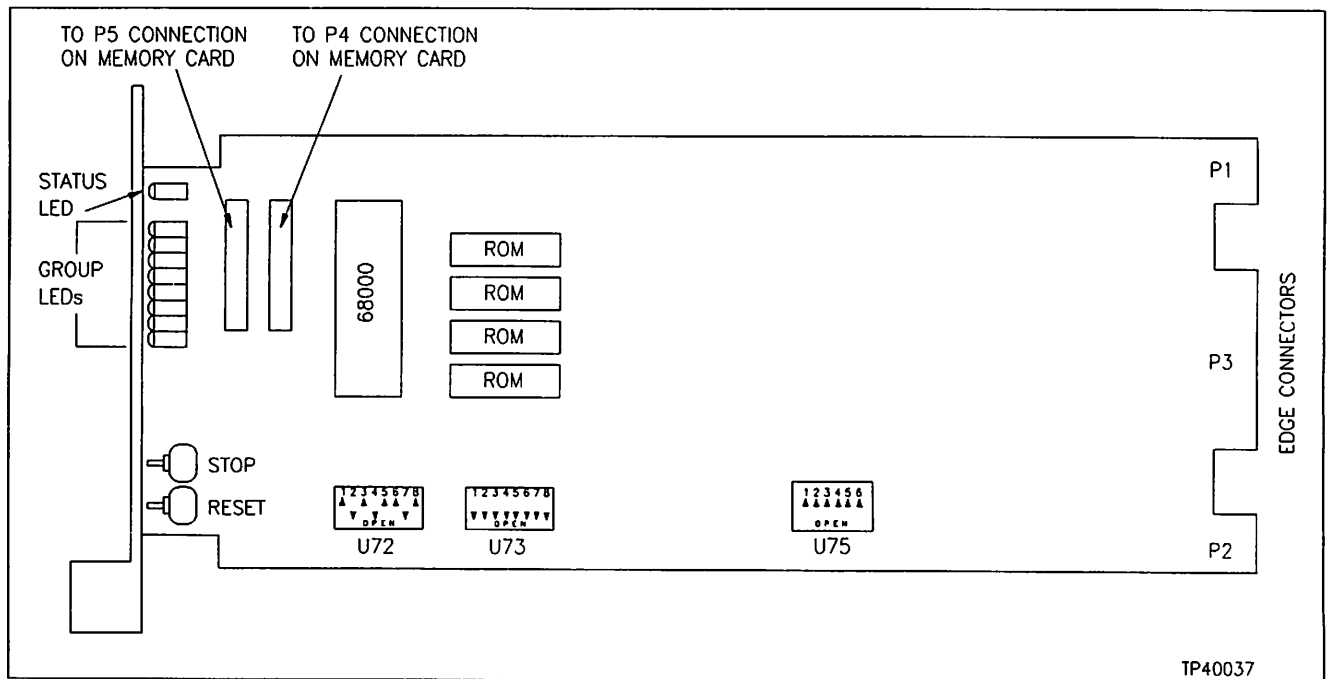 TO P5 CONNECTION
ON MEMORY CARD
TO P4 CONNECTION
ON MEMORY CARD
STATUS
LED
GROUP
LEDs
68000
ROM
ROM
ROM
ROM
P1
P3
P2
EDGE CONNECTORS
STOP
RESET
12345678
OPEN
U72
12345678
OPEN
U73
123456
OPEN
U75
TP40037